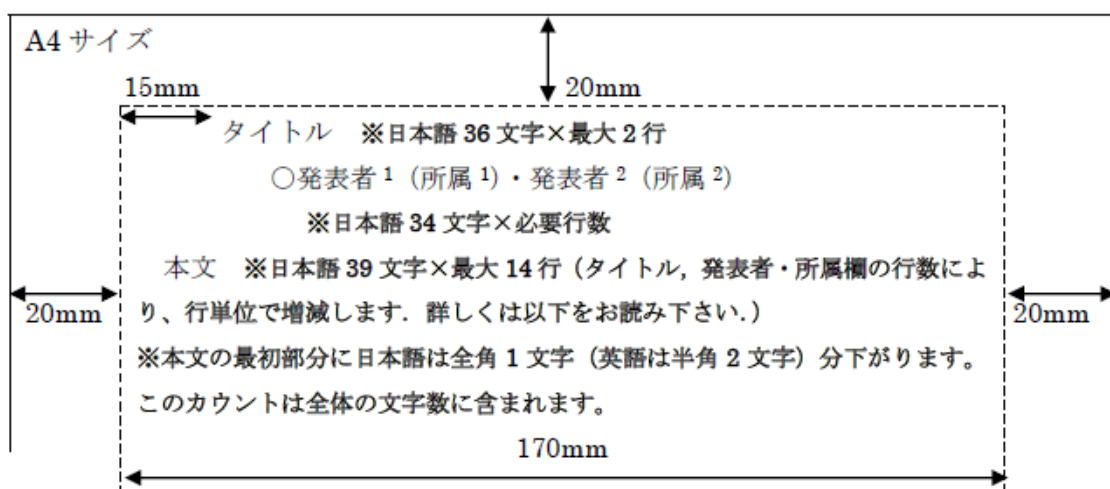 A4 サイズ
20mm
15mm
タイトル ※日本語 36 文字×最大 2 行
○発表者 1 (所属 1)・発表者 2 (所属 2)
※日本語 34 文字×必要行数
本文 ※日本語 39 文字×最大 14 行（タイトル，発表者・所属欄の行数によ
り、行単位で増減します．詳しくは以下をお読み下さい.）
20mm
20mm
※本文の最初部分に日本語は全角 1 文字（英語は半角 2 文字）分下がります。
このカウントは全体の文字数に含まれます。
170mm